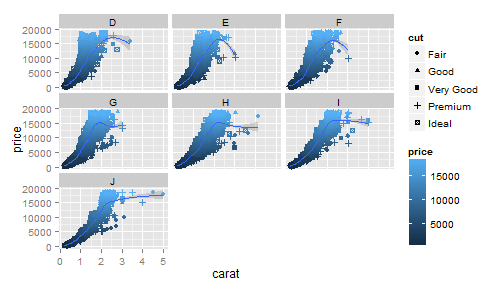 D E F
20000
15000
10000
5000
0
G H I
20000
15000
10000
5000
0
J
20000
15000
10000
5000
0
0 1 2 3 4 5
price
carat
cut
Fair
Good
Very Good
Premium
Ideal
price
15000
10000
5000